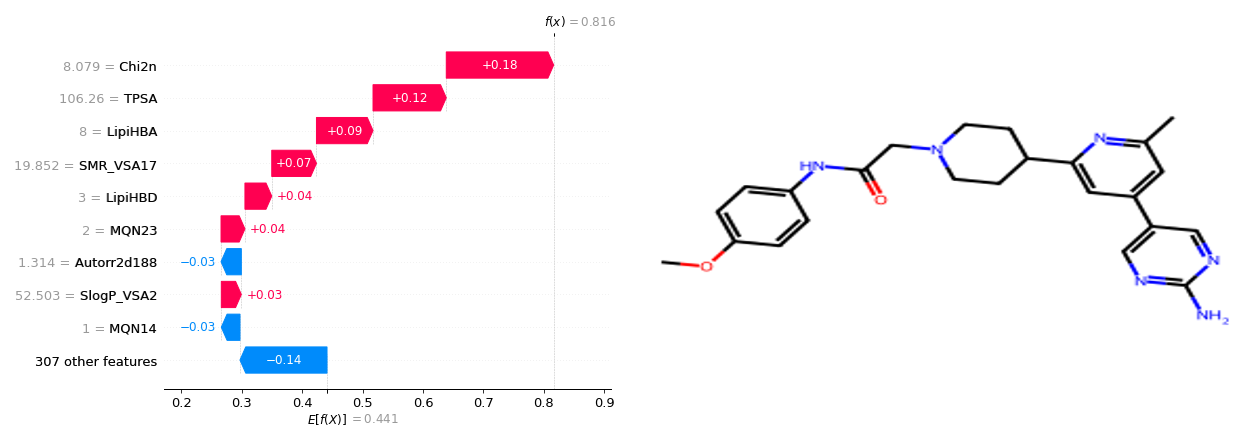 f(x) = 0.816
8.079 = Chi2n
+0.18
106.26 = TPSA
+0.12
8 = LipiHBA
+0.09
19.852 = SMR_VSA17
+0.07
3 = LipiHBD
+0.04
2 = MQN23
+0.04
1.314 = Autorr2d188
−0.03
52.503 = SlogP_VSA2
+0.03
1 = MQN14
−0.03
307 other features
−0.14
0.2 0.3 0.4 0.5 0.6 0.7 0.8 0.9
E[f(X)] = 0.441
N
HN
N
O
O
N
N
NH₂